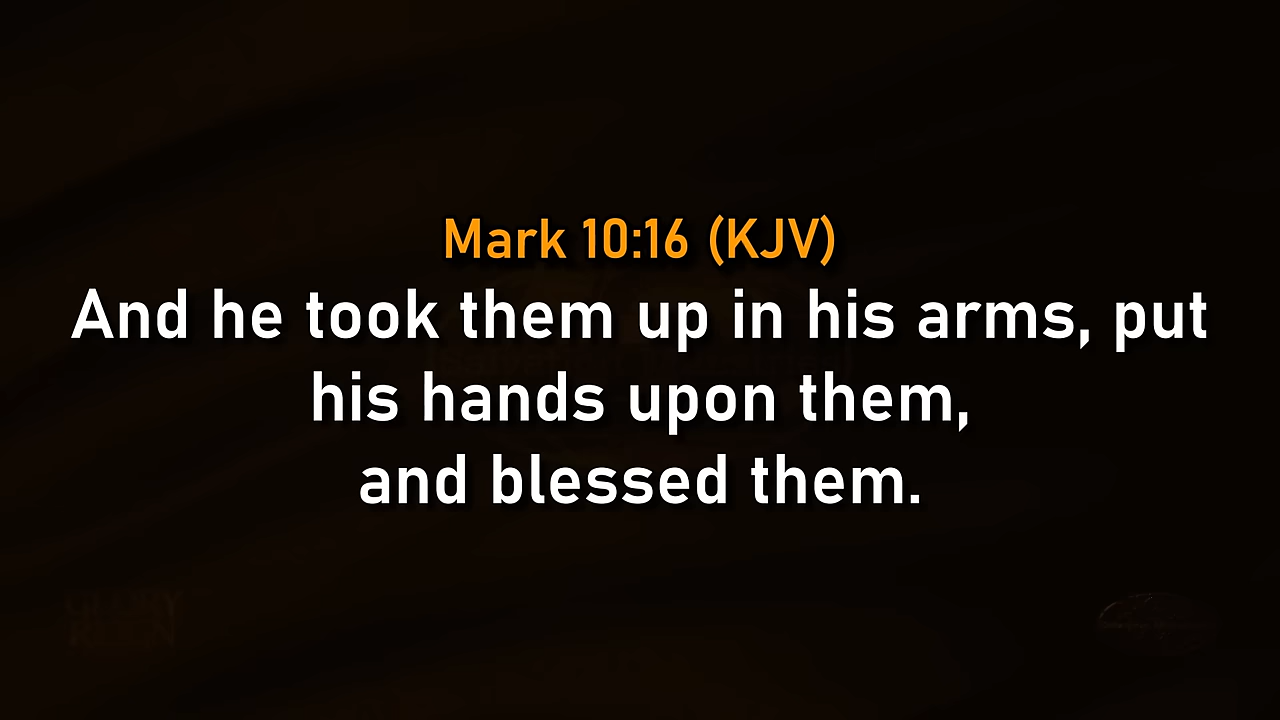 Mark 10:16 (KJV)
And he took them up in his arms, put
his hands upon them,
and blessed them.